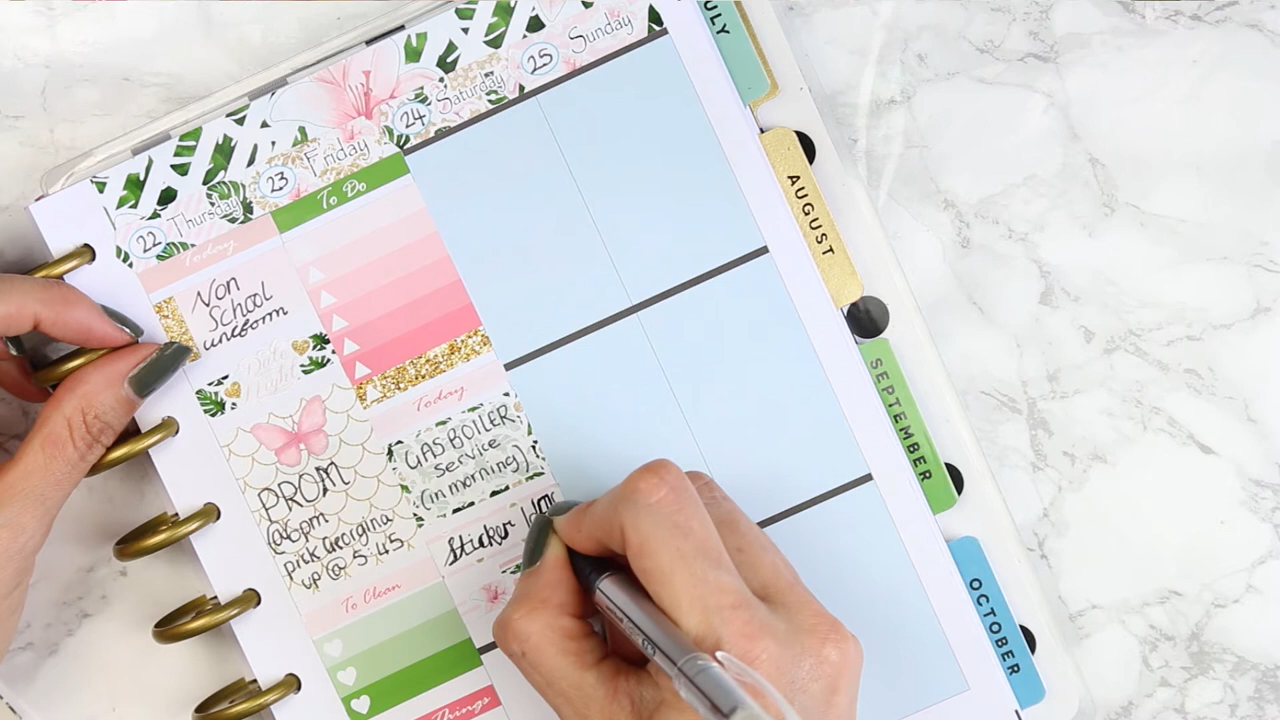 JULY
25 Sunday
24 Saturday
23 Friday
22 Thursday
To Do
Today
Non
School
uniform
Date
Night
PROM
@6pm
pick Georgina
up @ 5:45
To Clean
Today
GAS BOILER
service
(in morning)
Sticker
Things
AUGUST
SEPTEMBER
OCTOBER